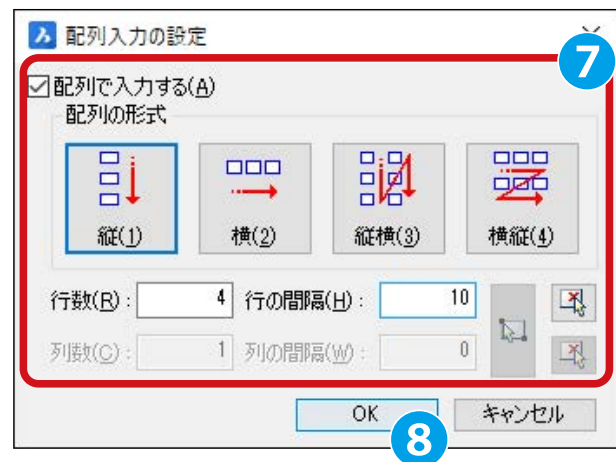 配列入力の設定
7
配列で入力する(A)
配列の形式
縦(1) 横(2) 縦横(3) 横縦(4)
行数(R): 4 行の間隔(H): 10
列数(C): 1 列の間隔(W): 0
OK キャンセル
8